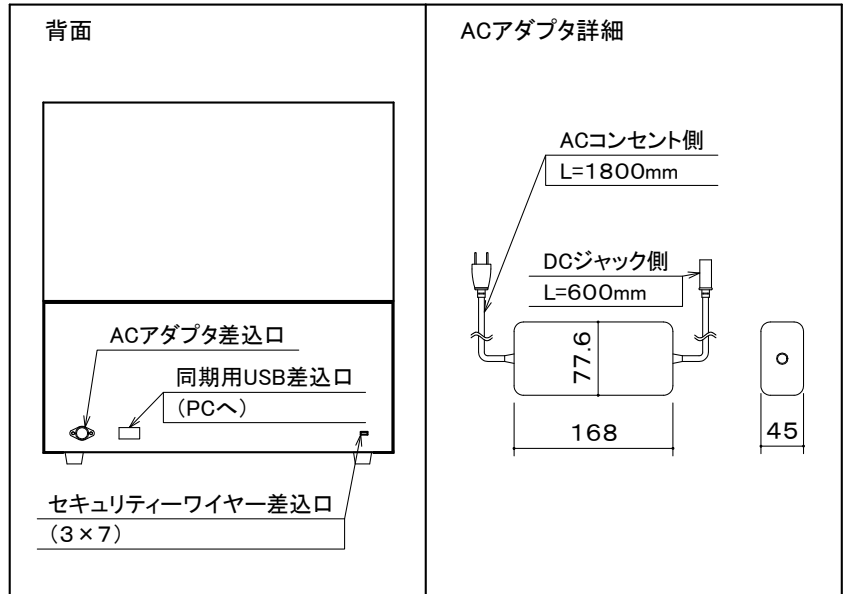 背面
ACアダプタ差込口
同期用USB差込口
(PCへ)
セキュリティーワイヤー差込口
(3×7)
ACアダプタ詳細
ACコンセント側
L=1800mm
DCジャック側
L=600mm
77.6
168
45